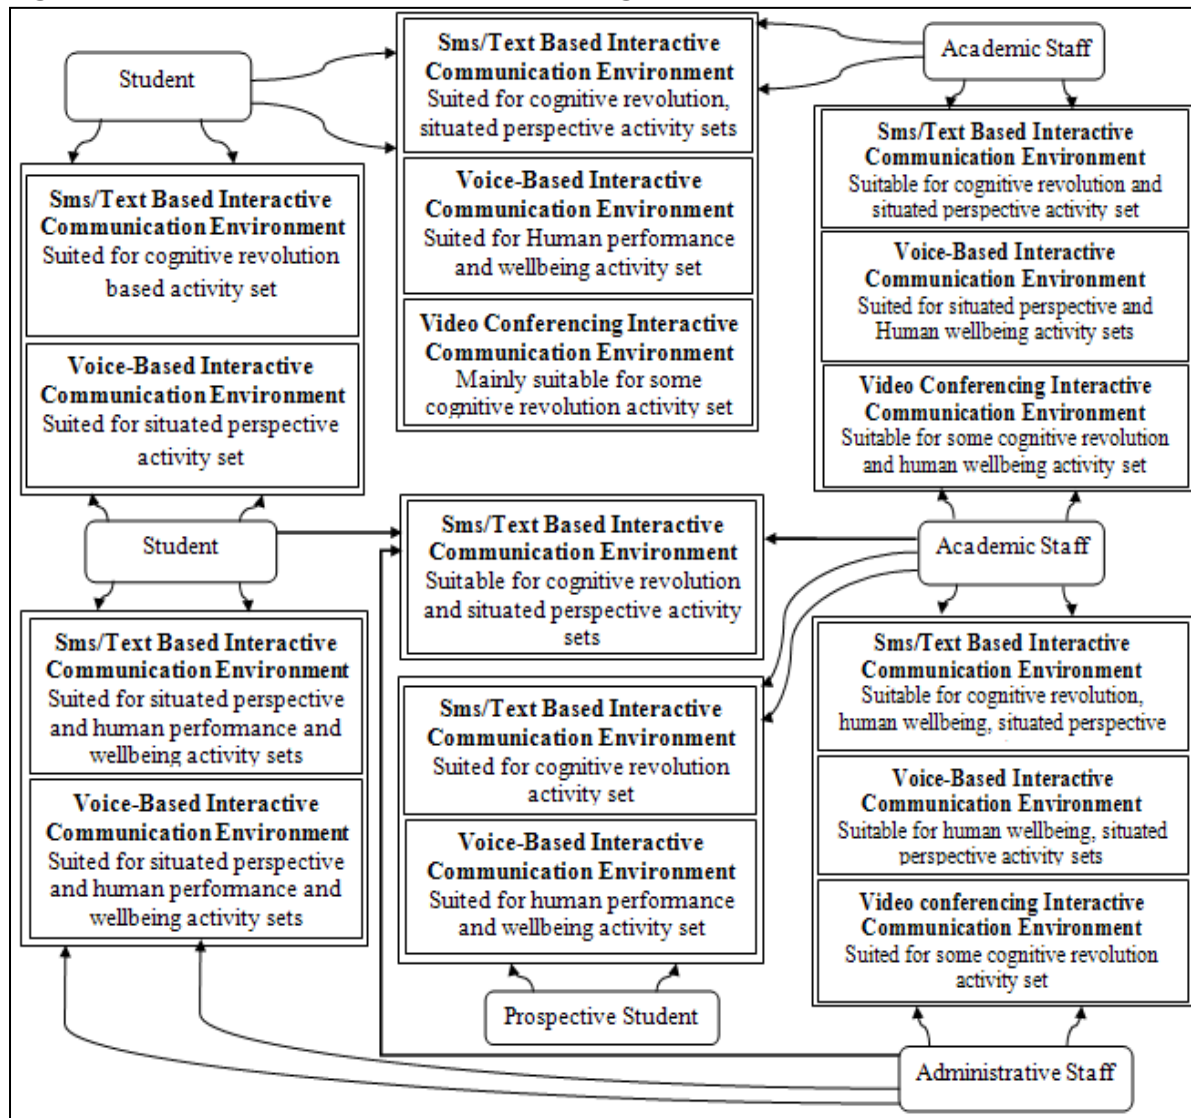 Student
Sms/Text Based Interactive
Communication Environment
Suited for cognitive revolution,
situated perspective activity sets
Voice-Based Interactive
Communication Environment
Suited for Human performance
and wellbeing activity set
Video Conferencing Interactive
Communication Environment
Mainly suitable for some
cognitive revolution activity set
Academic Staff
Sms/Text Based Interactive
Communication Environment
Suited for cognitive revolution
based activity set
Voice-Based Interactive
Communication Environment
Suited for situated perspective
activity set
Sms/Text Based Interactive
Communication Environment
Suitable for cognitive revolution and
situated perspective activity set
Voice-Based Interactive
Communication Environment
Suited for situated perspective and
Human wellbeing activity sets
Video Conferencing Interactive
Communication Environment
Suitable for some cognitive revolution
and human wellbeing activity set
Student
Sms/Text Based Interactive
Communication Environment
Suitable for cognitive revolution
and situated perspective activity
sets
Academic Staff
Sms/Text Based Interactive
Communication Environment
Suited for situated perspective
and human performance and
wellbeing activity sets
Voice-Based Interactive
Communication Environment
Suited for situated perspective
and human performance and
wellbeing activity sets
Sms/Text Based Interactive
Communication Environment
Suited for cognitive revolution
activity set
Voice-Based Interactive
Communication Environment
Suited for human performance
and wellbeing activity set
Sms/Text Based Interactive
Communication Environment
Suitable for cognitive revolution,
human wellbeing, situated perspective
Voice-Based Interactive
Communication Environment
Suitable for human wellbeing, situated
perspective activity sets
Video conferencing Interactive
Communication Environment
Suited for some cognitive revolution
activity set
Prospective Student
Administrative Staff